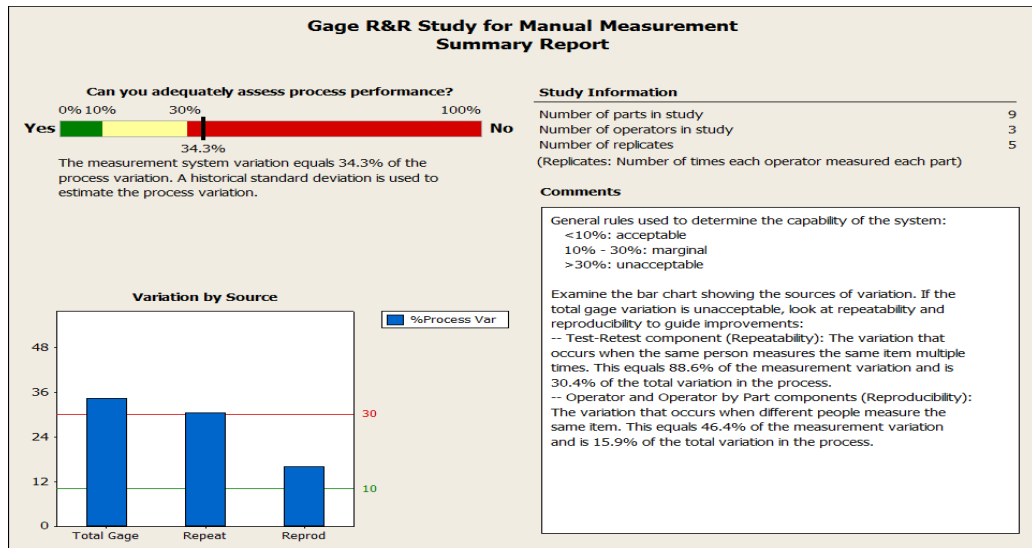 Gage R&R Study for Manual Measurement
Summary Report
Can you adequately assess process performance?
0% 10% 30% 100%
Yes No
34.3%
The measurement system variation equals 34.3% of the
process variation. A historical standard deviation is used to
estimate the process variation.
Study Information
Number of parts in study 9
Number of operators in study 3
Number of replicates 5
(Replicates: Number of times each operator measured each part)
Comments
General rules used to determine the capability of the system:
<10%: acceptable
10% - 30%: marginal
>30%: unacceptable
Examine the bar chart showing the sources of variation. If the
total gage variation is unacceptable, look at repeatability and
reproducibility to guide improvements:
-- Test-Retest component (Repeatability): The variation that
occurs when the same person measures the same item multiple
times. This equals 88.6% of the measurement variation and is
30.4% of the total variation in the process.
-- Operator and Operator by Part components (Reproducibility):
The variation that occurs when different people measure the
same item. This equals 46.4% of the measurement variation
and is 15.9% of the total variation in the process.
Variation by Source
%Process Var
48
36
30
24
12
10
0
Total Gage Repeat Reprod